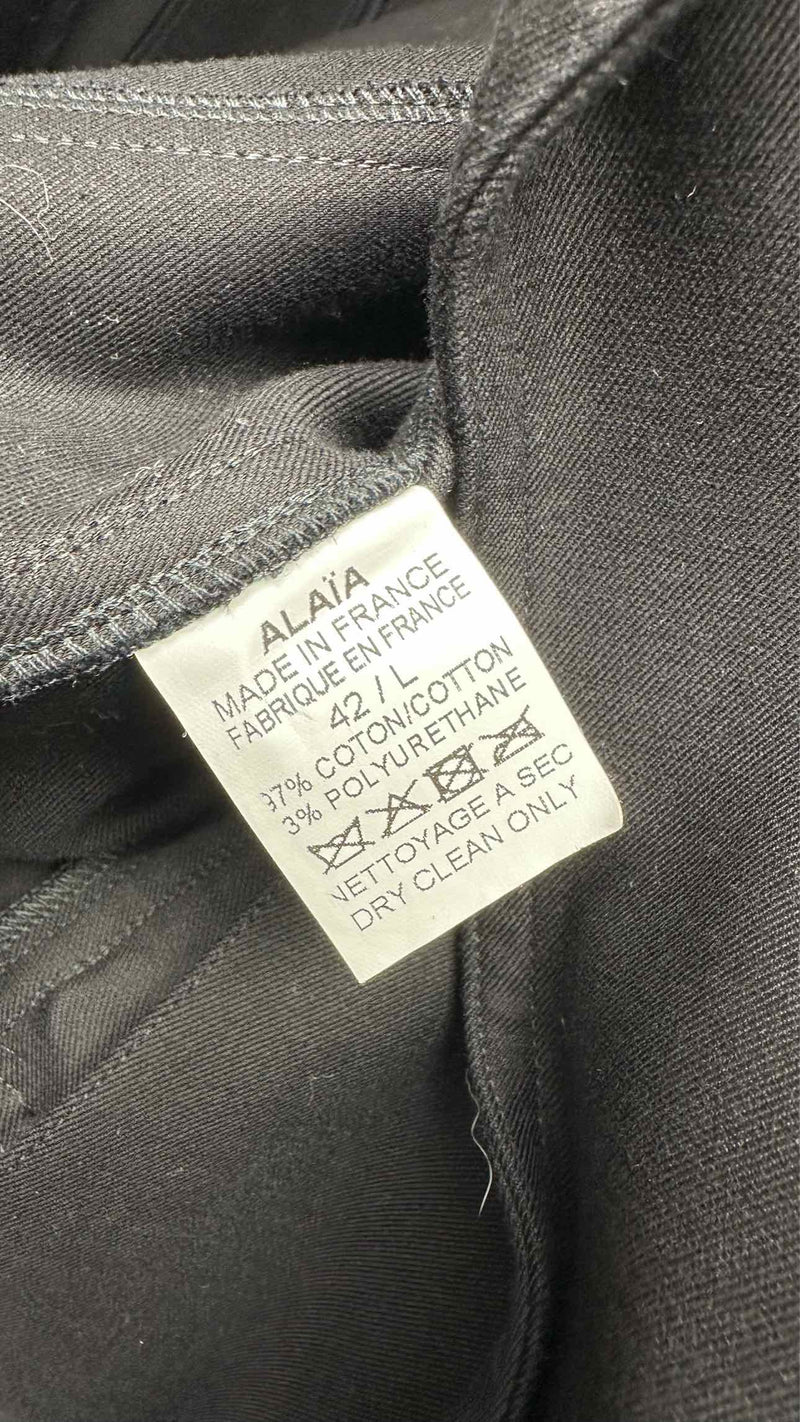 ALAÏA
MADE IN FRANCE
FABRIQUE EN FRANCE
42 / L
97% COTON/COTTON
3% POLYURETHANE
NETTOYAGE A SEC
DRY CLEAN ONLY